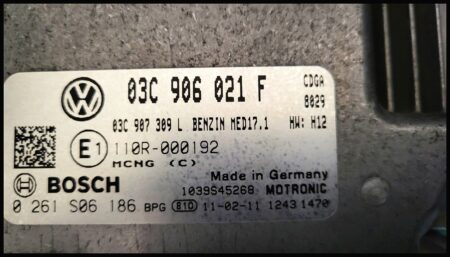 03C 906 021 F CDGA
8029
03C 907 309 L BENZIN MED17.1 HW: H12
E1 110R-000192
MCNG (C)
Made in Germany
BOSCH 1039S45268 MOTRONIC
0 261 S06 186 BPG 810 11-02-11 1243 1470